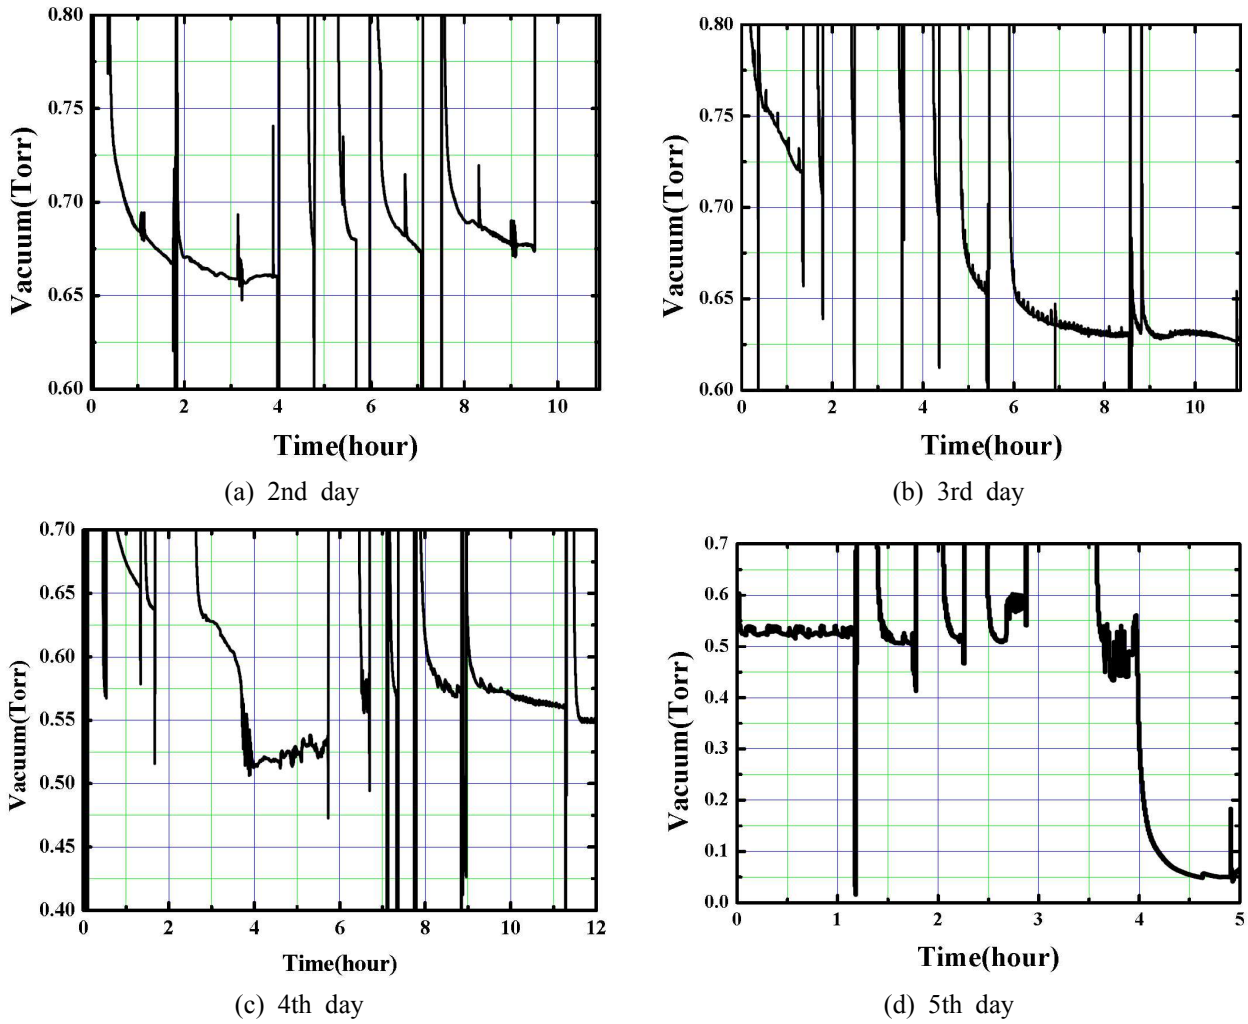 0.80
0.75
0.70
0.65
0.60
Vacuum(Torr)
0 2 4 6 8 10
Time(hour)
(a) 2nd day
0.80
0.75
0.70
0.65
0.60
Vacuum(Torr)
0 2 4 6 8 10
Time(hour)
(b) 3rd day
0.70
0.65
0.60
0.55
0.50
0.45
0.40
Vacuum(Torr)
0 2 4 6 8 10 12
Time(hour)
(c) 4th day
0.7
0.6
0.5
0.4
0.3
0.2
0.1
0.0
Vacuum(Torr)
0 1 2 3 4 5
Time(hour)
(d) 5th day